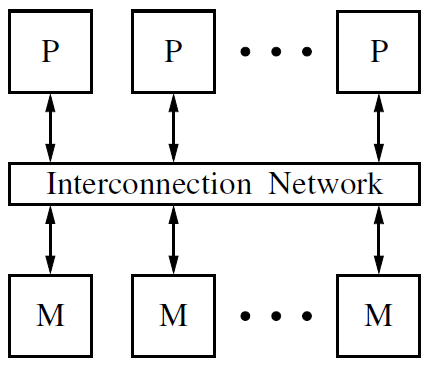 P P • • • P
Interconnection Network
M M • • • M